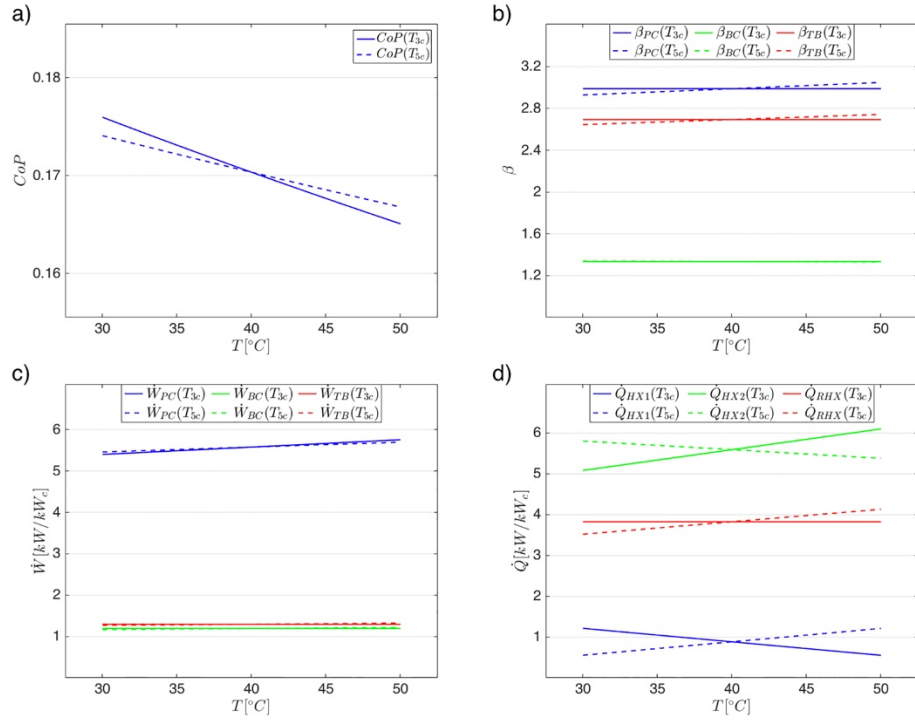 a)
CoP(T3c)
CoP(T5c)
0.18
0.17
0.16
CoP
30 35 40 45 50
T[°C]
b)
βPC(T3c) βBC(T3c) βTB(T3c)
βPC(T5c) βBC(T5c) βTB(T5c)
3.2
2.8
2.4
2
1.6
1.2
β
30 35 40 45 50
T[°C]
c)
ẆPC(T3c) ẆBC(T3c) ẆTB(T3c)
ẆPC(T5c) ẆBC(T5c) ẆTB(T5c)
6
5
4
3
2
1
Ẇ[kW/kWc]
30 35 40 45 50
T[°C]
d)
Q̇HX1(T3c) Q̇HX2(T3c) Q̇RHX(T3c)
Q̇HX1(T5c) Q̇HX2(T5c) Q̇RHX(T5c)
6
5
4
3
2
1
Q̇[kW/kWc]
30 35 40 45 50
T[°C]